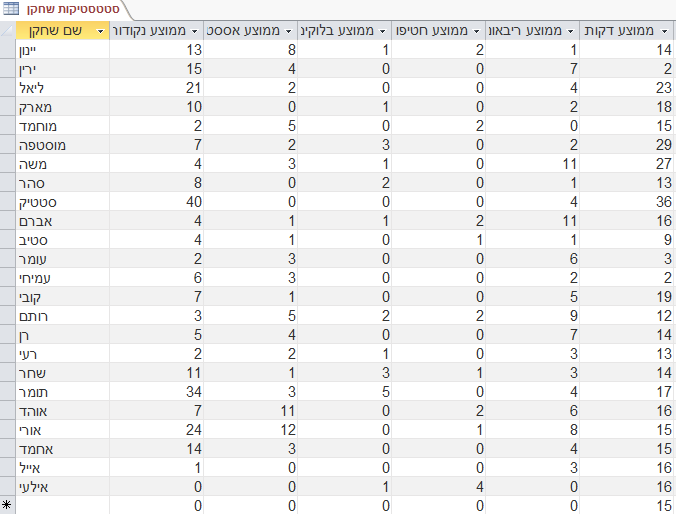 סטטסטיקות שחקן
שם שחקן ממוצע נקודור ממוצע אססט ממוצע בלוקינ ממוצע חטיפו ממוצע ריבאונ ממוצע דקות
יינון 13 8 1 2 1 14
ירין 15 4 0 0 7 2
ליאל 21 2 0 0 4 23
מארק 10 0 1 0 2 18
מוחמד 2 5 0 2 0 15
מוסטפה 7 2 3 0 2 29
משה 4 3 1 0 11 27
סהר 8 0 2 0 1 13
סטטיק 40 0 0 0 4 36
אברם 4 1 1 2 11 16
סטיב 4 1 0 1 1 9
עומר 2 3 0 0 6 3
עמיחי 6 3 0 0 2 2
קובי 7 1 0 0 5 19
רותם 3 5 2 2 9 12
רן 5 4 0 0 7 14
רעי 2 2 1 0 3 13
שחר 11 1 3 1 3 14
תומר 34 3 5 0 4 17
אוהד 7 11 0 2 6 16
אורי 24 12 0 1 8 15
אחמד 14 3 0 0 4 15
אייל 1 0 0 0 3 16
אילעי 0 0 1 4 0 16
0 0 0 0 0 15